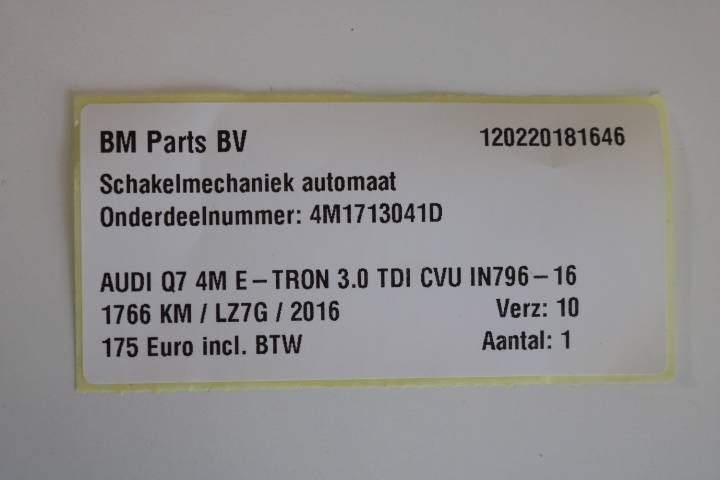 BM Parts BV 120220181646
Schakelmechaniek automaat
Onderdeelnummer: 4M1713041D
AUDI Q7 4M E-TRON 3.0 TDI CVU IN796-16
1766 KM / LZ7G / 2016 Verz: 10
175 Euro incl. BTW Aantal: 1